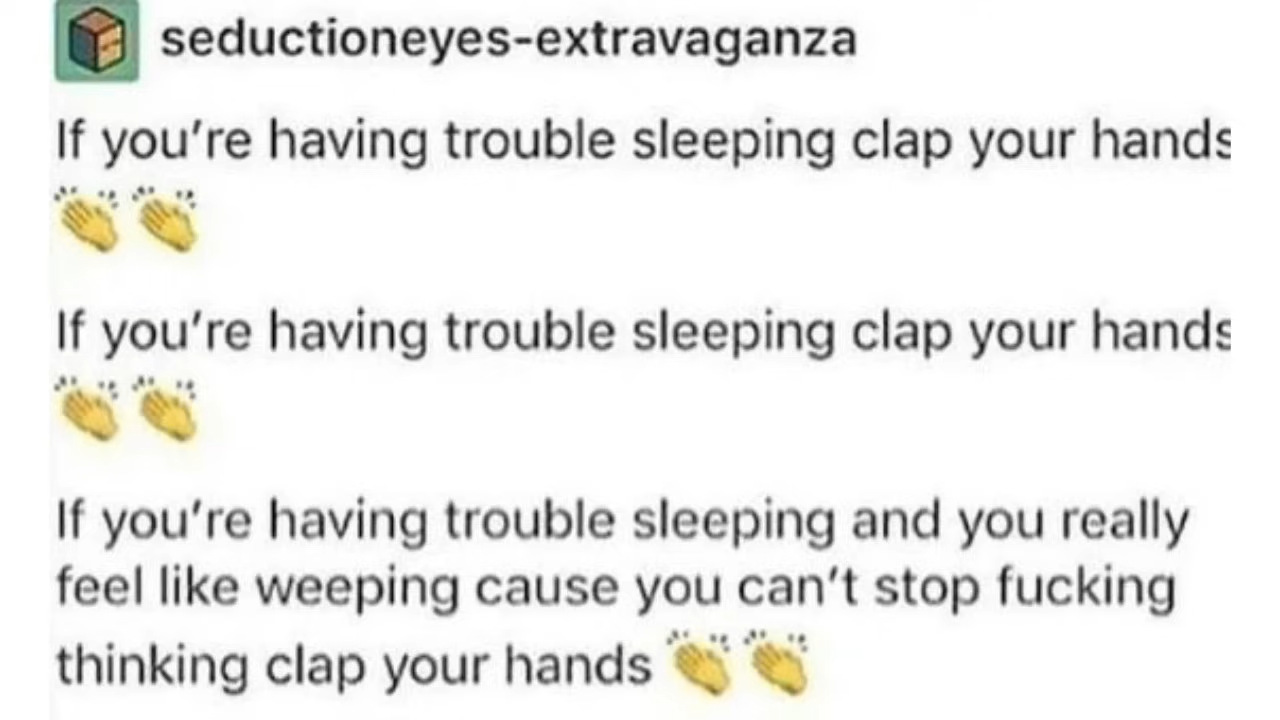 seductioneyes-extravaganza
If you're having trouble sleeping clap your hands
👏 👏
If you're having trouble sleeping clap your hands
👏 👏
If you're having trouble sleeping and you really
feel like weeping cause you can't stop fucking
thinking clap your hands 👏 👏